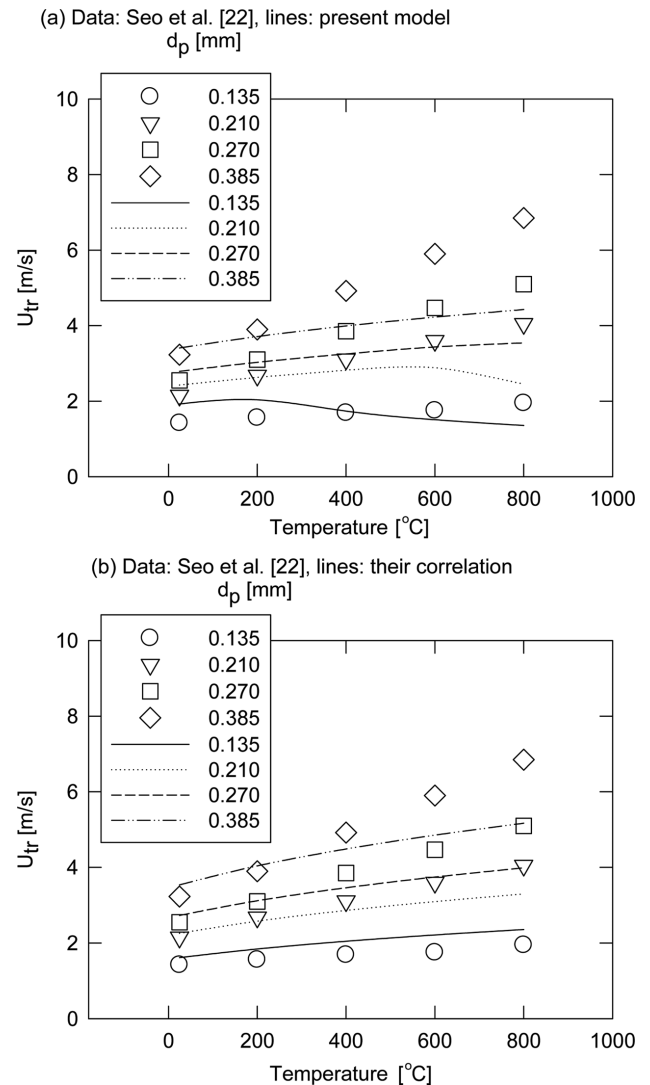 (a) Data: Seo et al. [22], lines: present model
dp [mm]
0.135
0.210
0.270
0.385
0.135
0.210
0.270
0.385
10
8
6
4
2
0
Utr [m/s]
0 200 400 600 800 1000
Temperature [°C]
(b) Data: Seo et al. [22], lines: their correlation
dp [mm]
0.135
0.210
0.270
0.385
0.135
0.210
0.270
0.385
10
8
6
4
2
0
Utr [m/s]
0 200 400 600 800 1000
Temperature [°C]